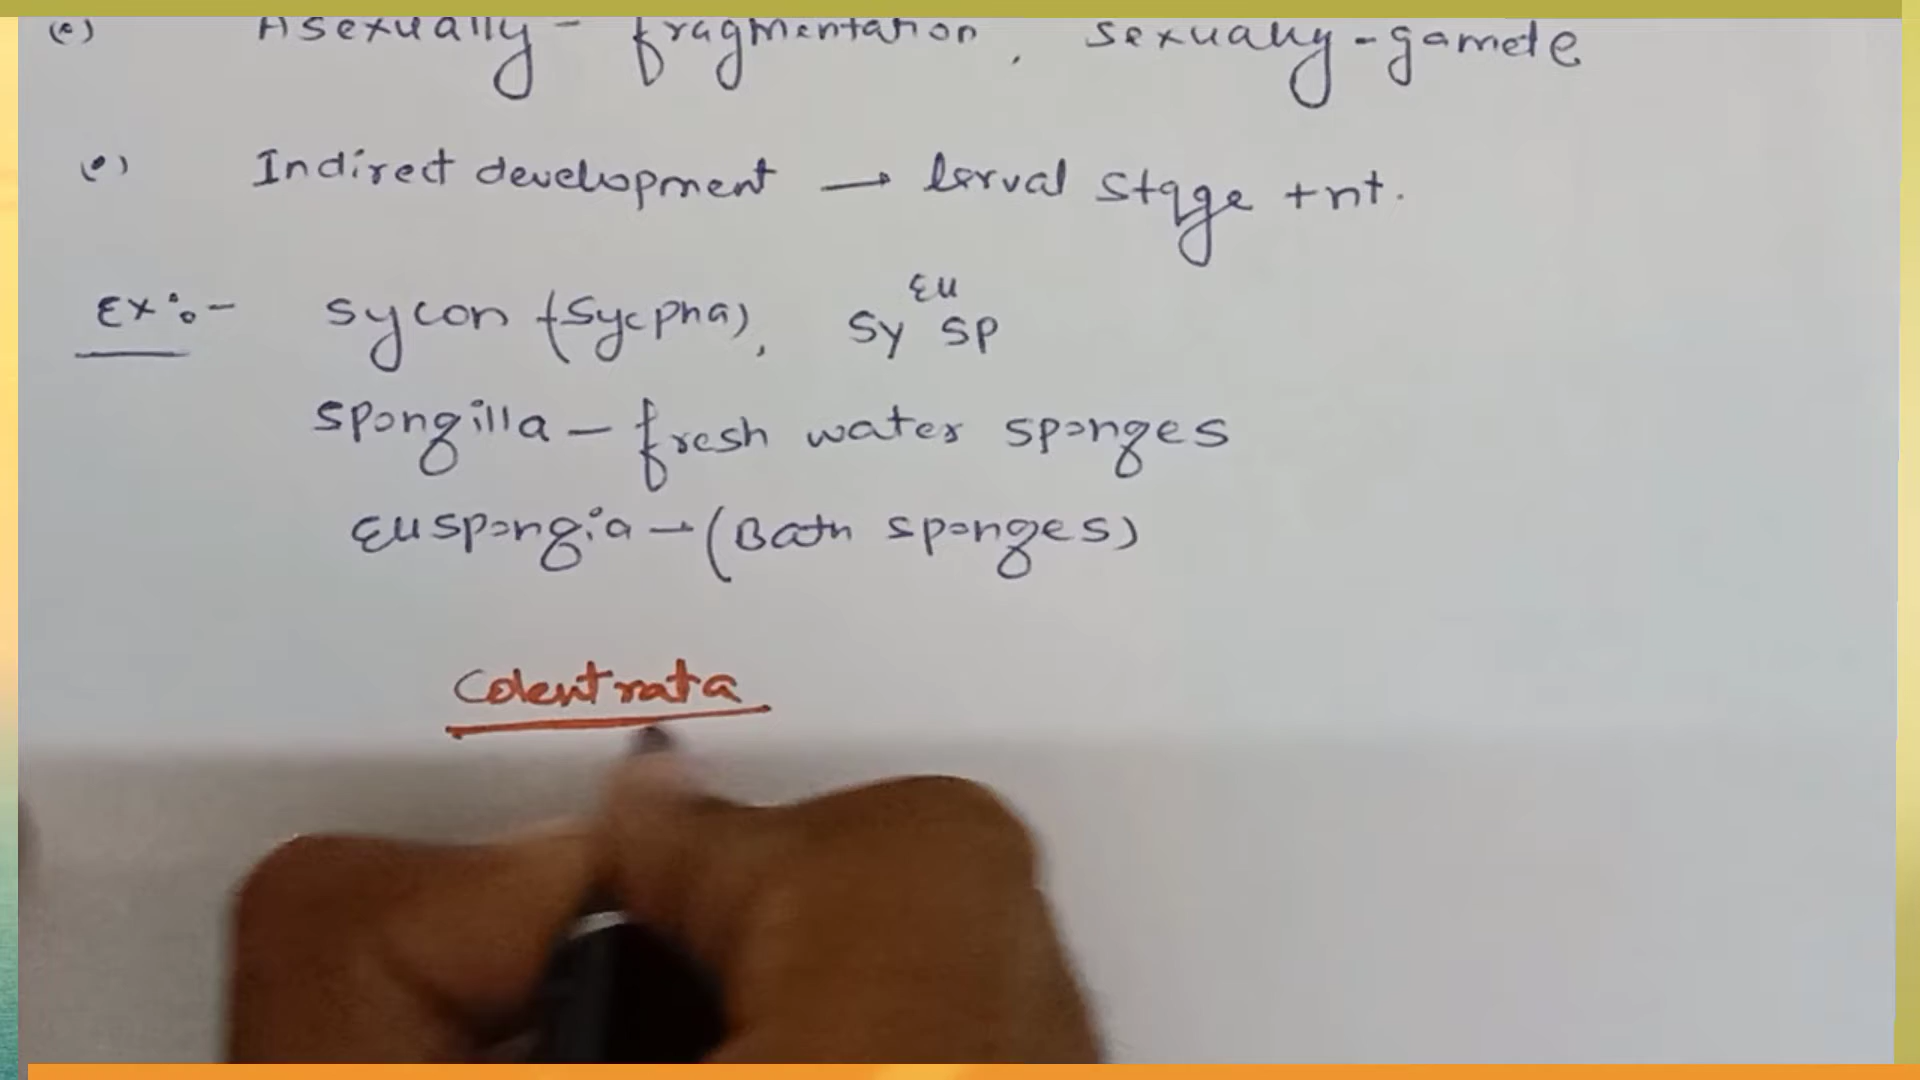 (e) Asexually - fragmentation, sexually - gamete
(e) Indirect development → larval stage +nt.
Ex:- Sycon (Sycpha), Sy Eu Sp
Spongilla - fresh water sponges
Euspongia → (Bath sponges)
Colentrata